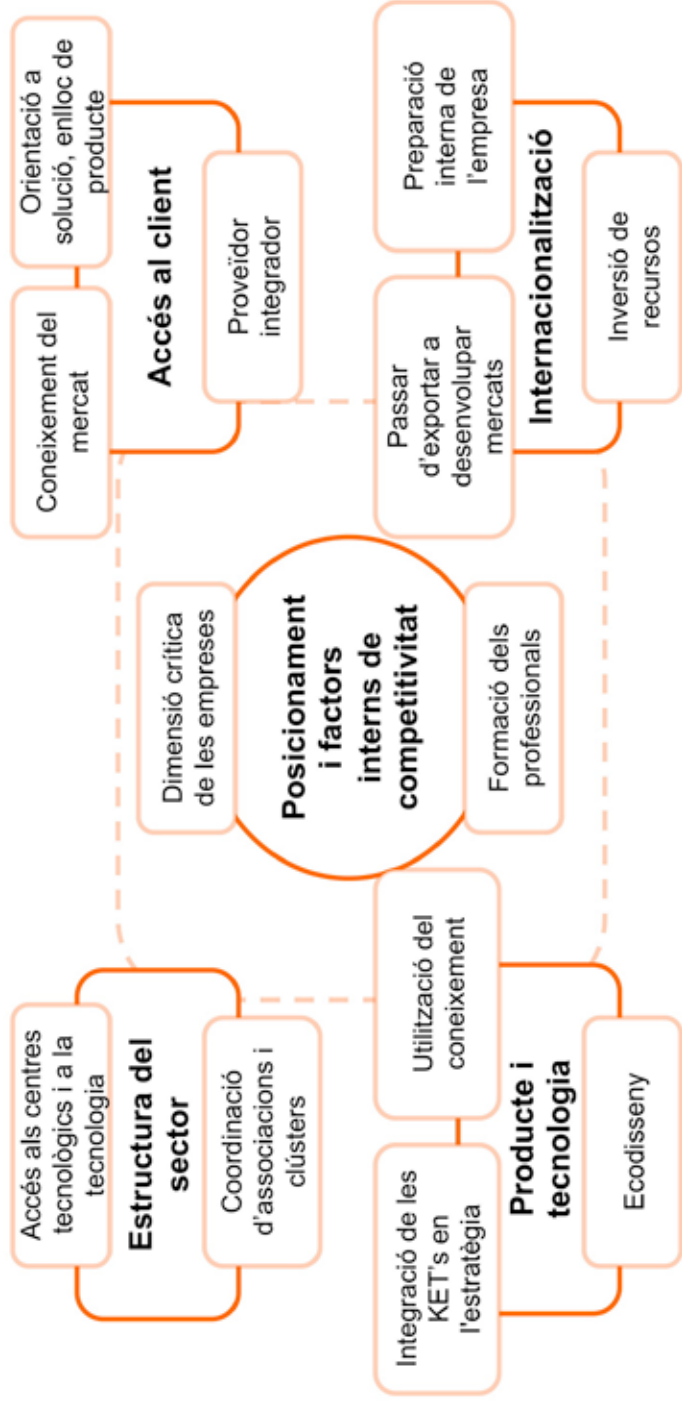 Accés als centres
tecnològics i a la
tecnologia
Estructura del
sector
Coordinació
d'associacions i
clústers
Dimensió crítica
de les empreses
Posicionament
i factors
interns de
competitivitat
Formació dels
professionals
Coneixement del
mercat
Orientació a
solució, enlloc de
producte
Accés al client
Proveïdor
integrador
Integració de les
KET's en
l'estratègia
Utilització del
coneixement
Producte i
tecnologia
Ecodisseny
Passar
d'exportar a
desenvolupar
mercats
Preparació
interna de
l'empresa
Internacionalització
Inversió de
recursos